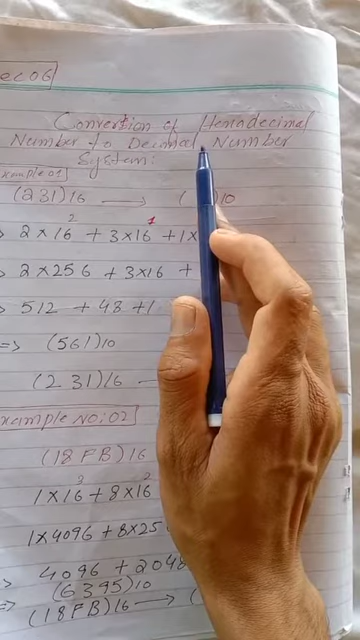 ec06
Conversion of Hexadecimal
Number to Decimal Number
System:
xample 01
(231)16 → ( )10
2×16² + 3×16¹ + 1×
2×256 + 3×16 +
512 + 48 + 1
=> (561)10
(231)16 –
xample NO:02
(18FB)16
1×16³ + 8×16²
1×4096 + 8×25
4096 + 2048
=> (6395)10
=> (18FB)16 → (